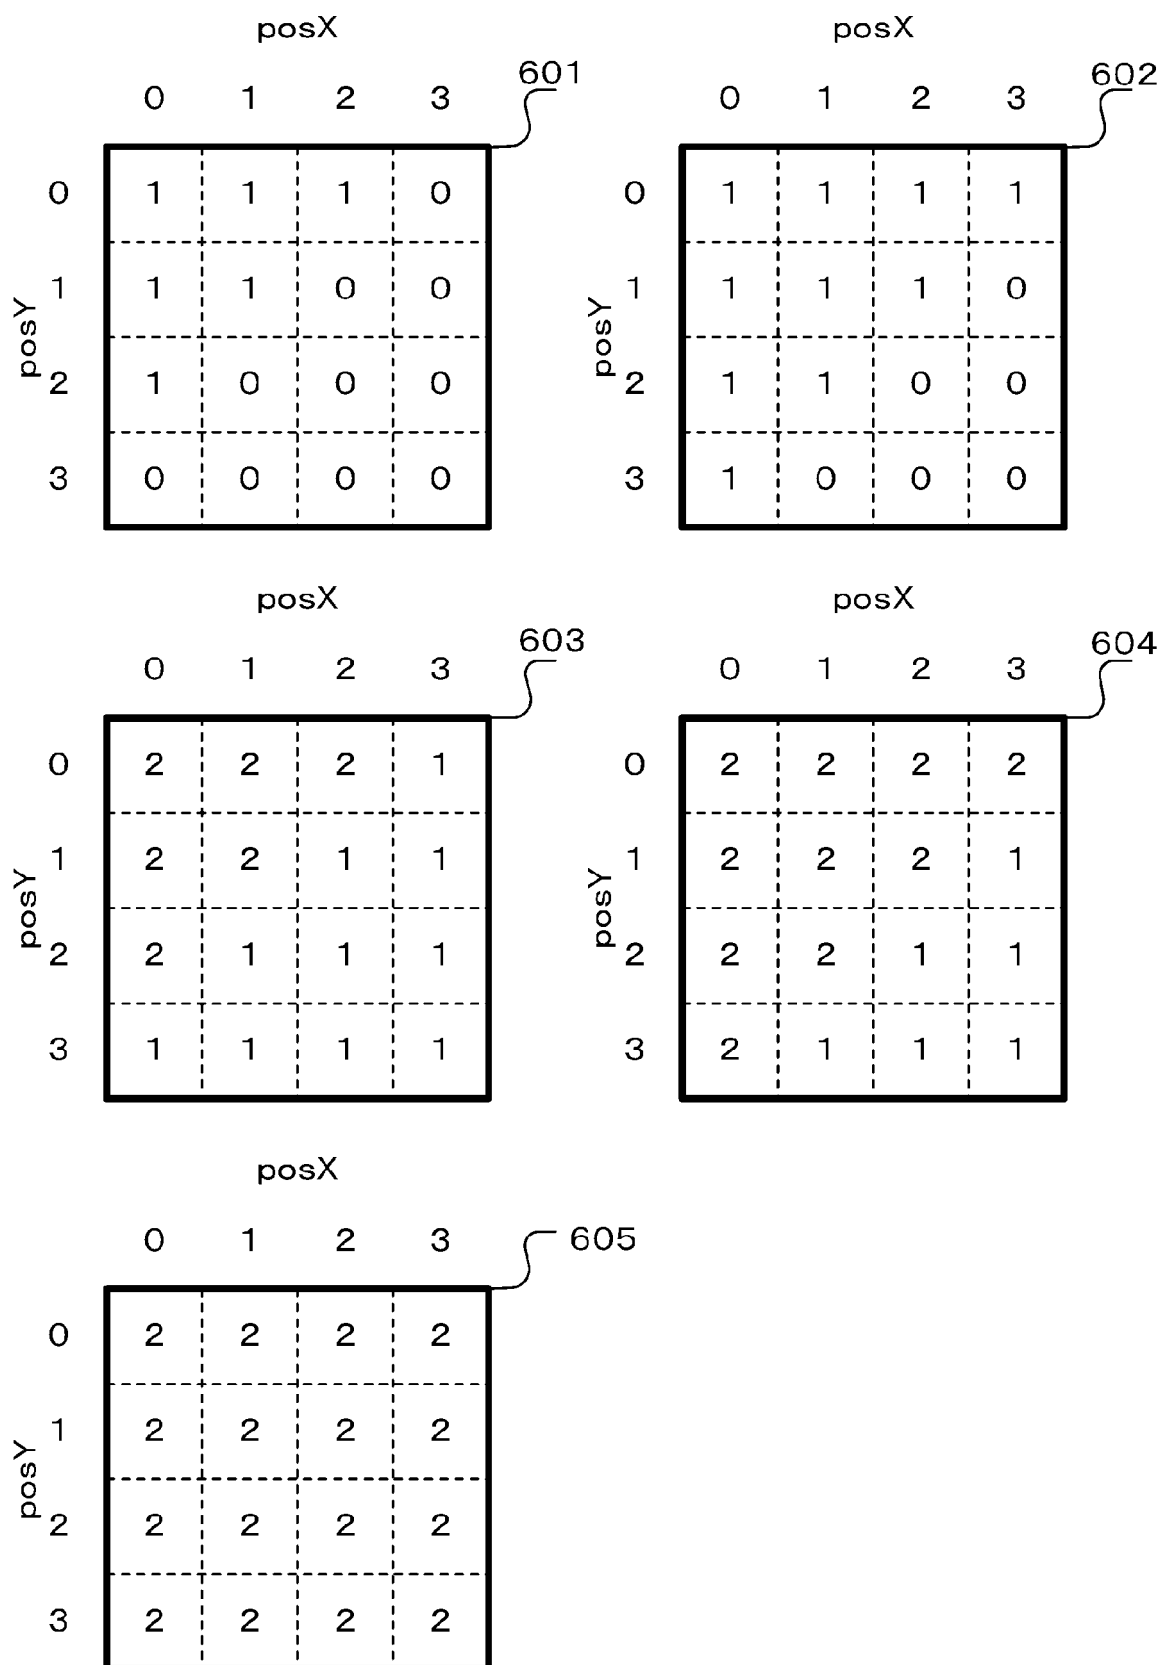 posX posX
601 602
0 1 2 3 0 1 2 3
0 1 1 1 0 0 1 1 1 1
1 1 1 0 0 1 1 1 1 0
posY posY
2 1 0 0 0 2 1 1 0 0
3 0 0 0 0 3 1 0 0 0
posX posX
603 604
0 1 2 3 0 1 2 3
0 2 2 2 1 0 2 2 2 2
1 2 2 1 1 1 2 2 2 1
posY posY
2 2 1 1 1 2 2 2 1 1
3 1 1 1 1 3 2 1 1 1
posX
0 1 2 3 605
0 2 2 2 2
1 2 2 2 2
posY
2 2 2 2 2
3 2 2 2 2